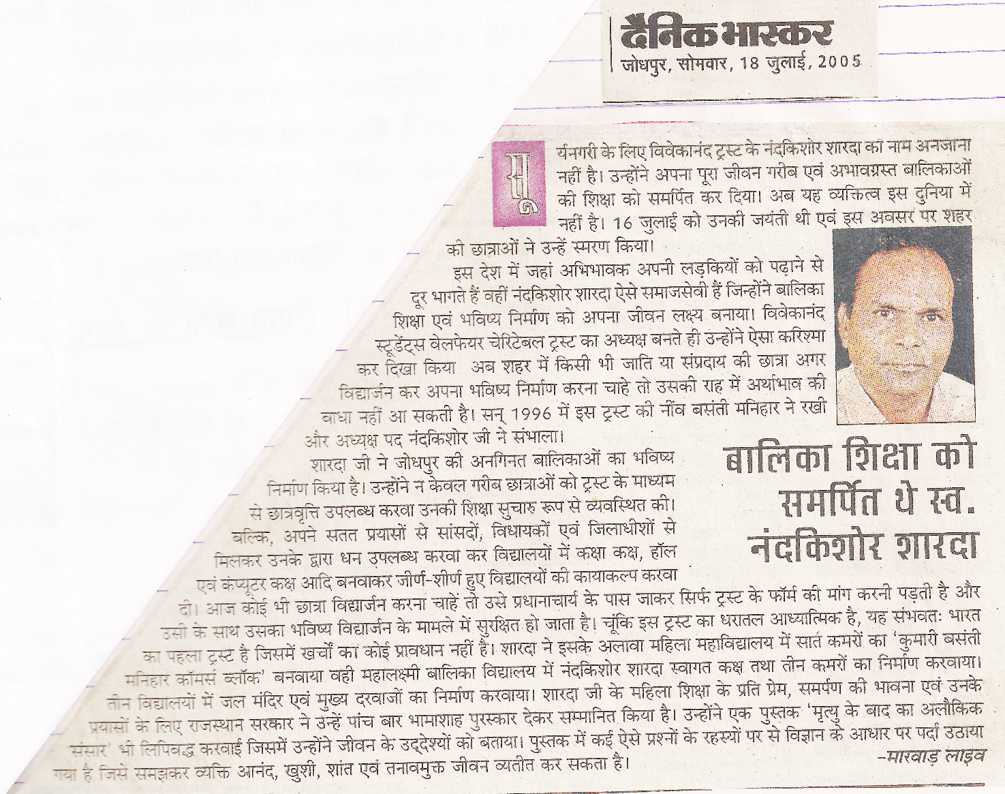 दैनिक भास्कर
जोधपुर, सोमवार, 18 जुलाई, 2005
सूर्यनगरी के लिए विवेकानंद ट्रस्ट के नंदकिशोर शारदा का नाम अनजाना
नहीं है। उन्होंने अपना पूरा जीवन गरीब एवं अभावग्रस्त बालिकाओं
की शिक्षा को समर्पित कर दिया। अब यह व्यक्तित्व इस दुनिया में
नहीं है। 16 जुलाई को उनकी जयंती थी एवं इस अवसर पर शहर
की छात्राओं ने उन्हें स्मरण किया।
इस देश में जहां अभिभावक अपनी लड़कियों को पढ़ाने से
दूर भागते हैं वहीं नंदकिशोर शारदा ऐसे समाजसेवी हैं जिन्होंने बालिका
शिक्षा एवं भविष्य निर्माण को अपना जीवन लक्ष्य बनाया। विवेकानंद
स्टूडेंट्स वेलफेयर चेरिटेबल ट्रस्ट का अध्यक्ष बनते ही उन्होंने ऐसा करिश्मा
कर दिखा किया अब शहर में किसी भी जाति या संप्रदाय की छात्रा अगर
विद्यार्जन कर अपना भविष्य निर्माण करना चाहे तो उसकी राह में अर्थाभाव की
बाधा नहीं आ सकती है। सन् 1996 में इस ट्रस्ट की नींव बसंती मनिहार ने रखी
और अध्यक्ष पद नंदकिशोर जी ने संभाला।
शारदा जी ने जोधपुर की अनगिनत बालिकाओं का भविष्य
निर्माण किया है। उन्होंने न केवल गरीब छात्राओं को ट्रस्ट के माध्यम
से छात्रवृत्ति उपलब्ध करवा उनकी शिक्षा सुचारु रूप से व्यवस्थित की।
बल्कि, अपने सतत प्रयासों से सांसदों, विधायकों एवं जिलाधीशों से
मिलकर उनके द्वारा धन उपलब्ध करवा कर विद्यालयों में कक्षा कक्ष, हॉल
एवं कंप्यूटर कक्ष आदि बनवाकर जीर्ण-शीर्ण हुए विद्यालयों की कायाकल्प करवा
दी। आज कोई भी छात्रा विद्यार्जन करना चाहें तो उसे प्रधानाचार्य के पास जाकर सिर्फ ट्रस्ट के फॉर्म की मांग करनी पड़ती है और
उसी के साथ उसका भविष्य विद्यार्जन के मामले में सुरक्षित हो जाता है। चूंकि इस ट्रस्ट का धरातल आध्यात्मिक है, यह संभवतः भारत
का पहला ट्रस्ट है जिसमें खर्चों का कोई प्रावधान नहीं है। शारदा ने इसके अलावा महिला महाविद्यालय में सात कमरों का 'कुमारी बसंती
मनिहार कॉमर्स ब्लॉक' बनवाया वही महालक्ष्मी बालिका विद्यालय में नंदकिशोर शारदा स्वागत कक्ष तथा तीन कमरों का निर्माण करवाया।
तीन विद्यालयों में जल मंदिर एवं मुख्य दरवाजों का निर्माण करवाया। शारदा जी के महिला शिक्षा के प्रति प्रेम, समर्पण की भावना एवं उनके
प्रयासों के लिए राजस्थान सरकार ने उन्हें पांच बार भामाशाह पुरस्कार देकर सम्मानित किया है। उन्होंने एक पुस्तक 'मृत्यु के बाद का अलौकिक
संसार' भी लिपिवद्ध करवाई जिसमें उन्होंने जीवन के उद्देश्यों को बताया। पुस्तक में कई ऐसे प्रश्नों के रहस्यों पर से विज्ञान के आधार पर पर्दा उठाया
गया है जिसे समझकर व्यक्ति आनंद, खुशी, शांत एवं तनावमुक्त जीवन व्यतीत कर सकता है।
-मारवाड़ लाइव
बालिका शिक्षा को
समर्पित थे स्व.
नंदकिशोर शारदा